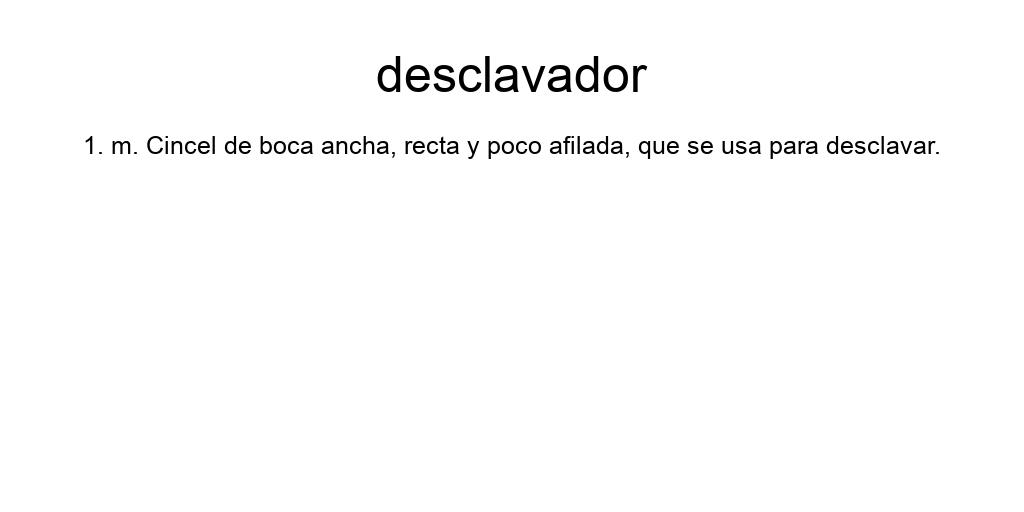 desclavador
1. m. Cincel de boca ancha, recta y poco afilada, que se usa para desclavar.